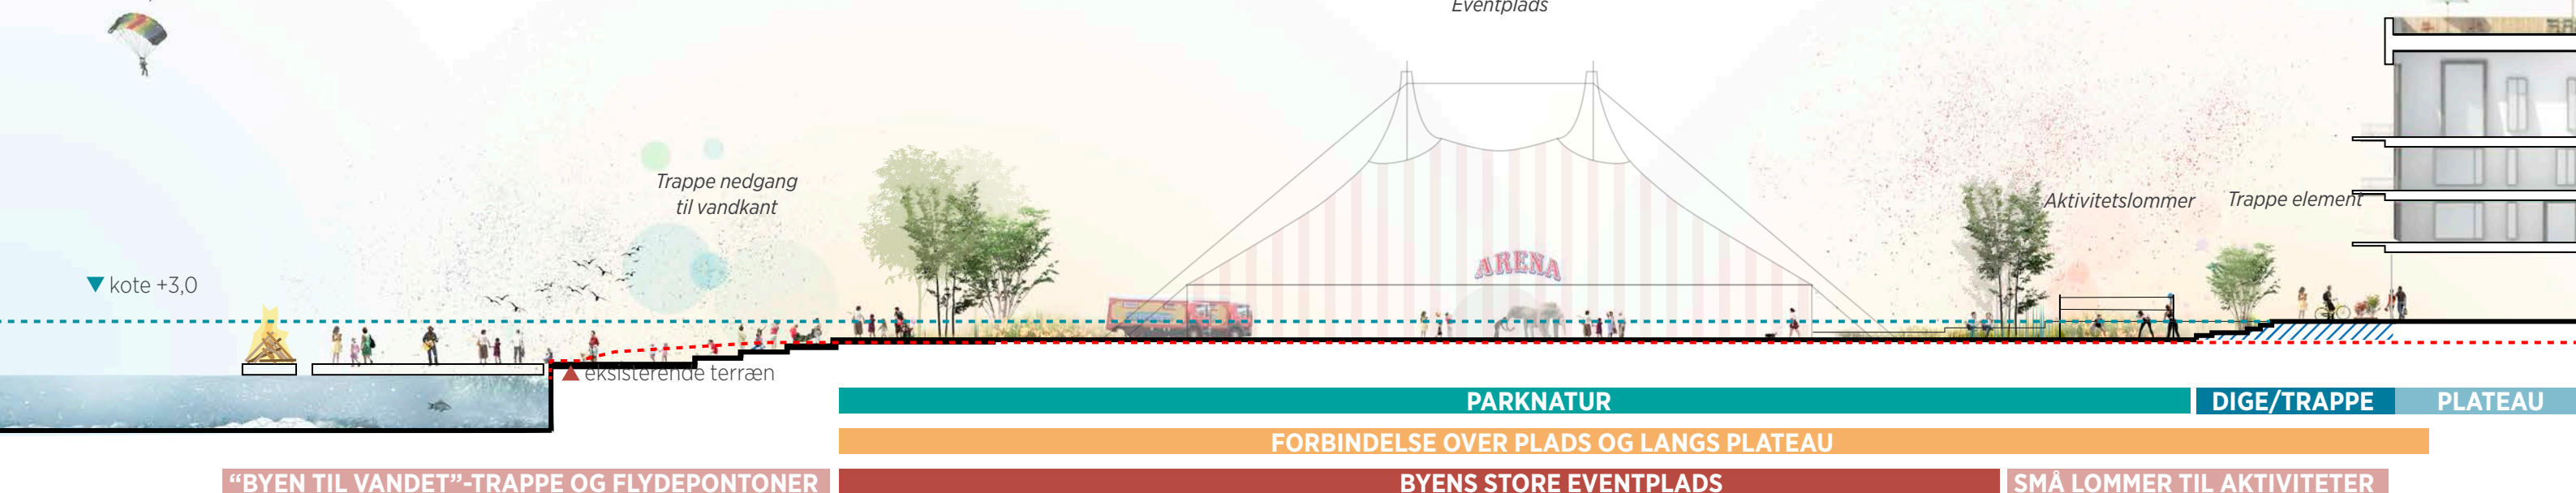 Eventplads
Trappe nedgang
til vandkant
Aktivitetslommer
Trappe element
kote +3,0
ARENA
eksisterende terræn
PARKNATUR
DIGE/TRAPPE
PLATEAU
FORBINDELSE OVER PLADS OG LANGS PLATEAU
“BYEN TIL VANDET”-TRAPPE OG FLYDEPONTONER
BYENS STORE EVENTPLADS
SMÅ LOMMER TIL AKTIVITETER